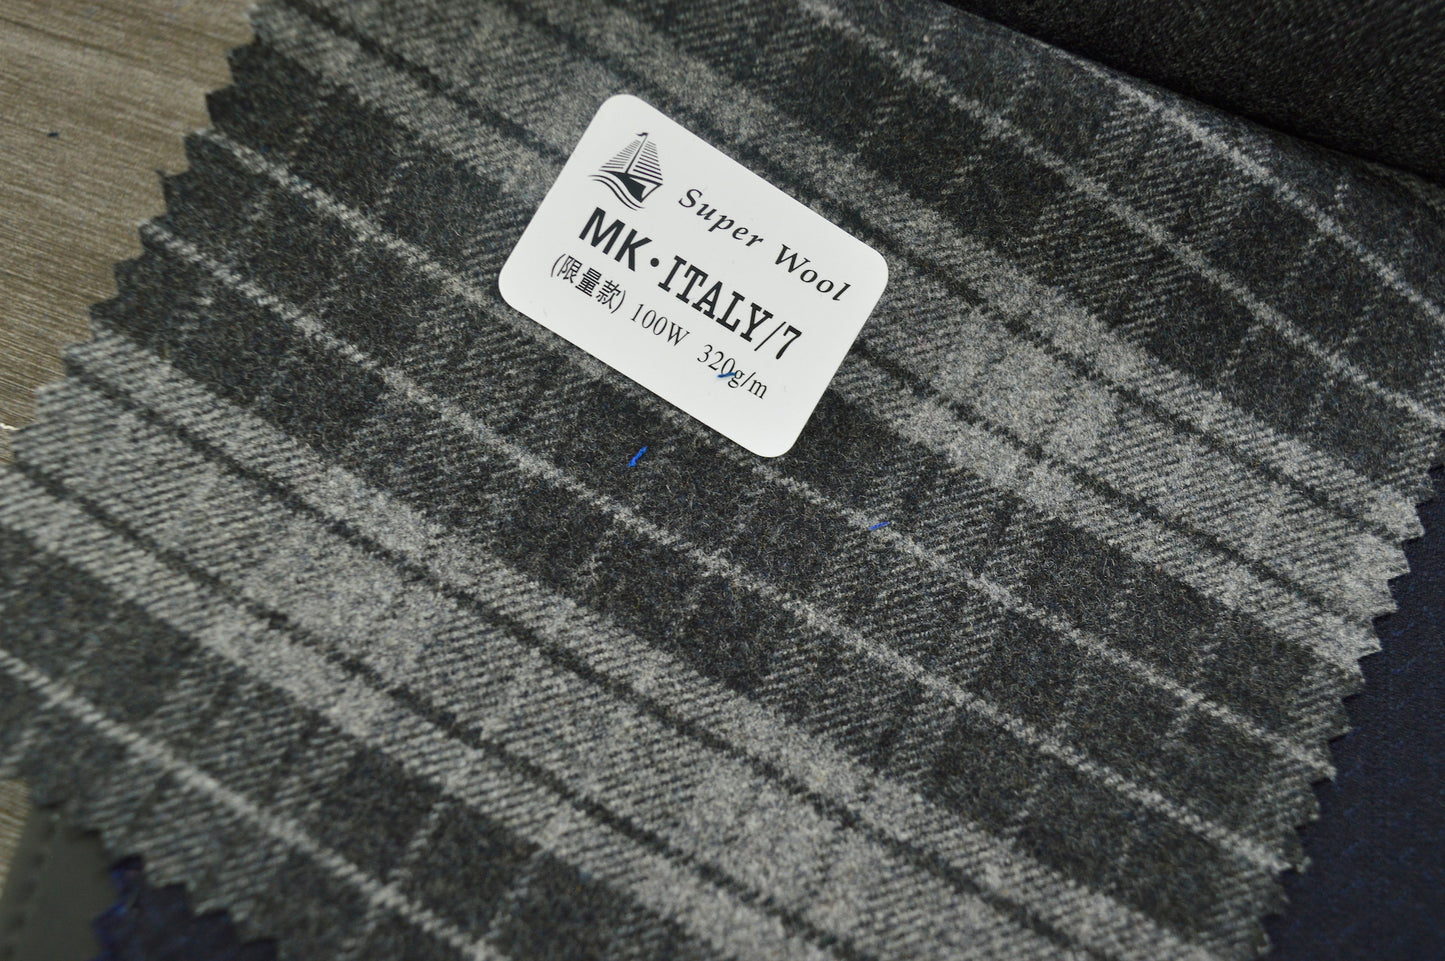 Super Wool
MK·ITALY/7
(限量款) 100W 320g/m